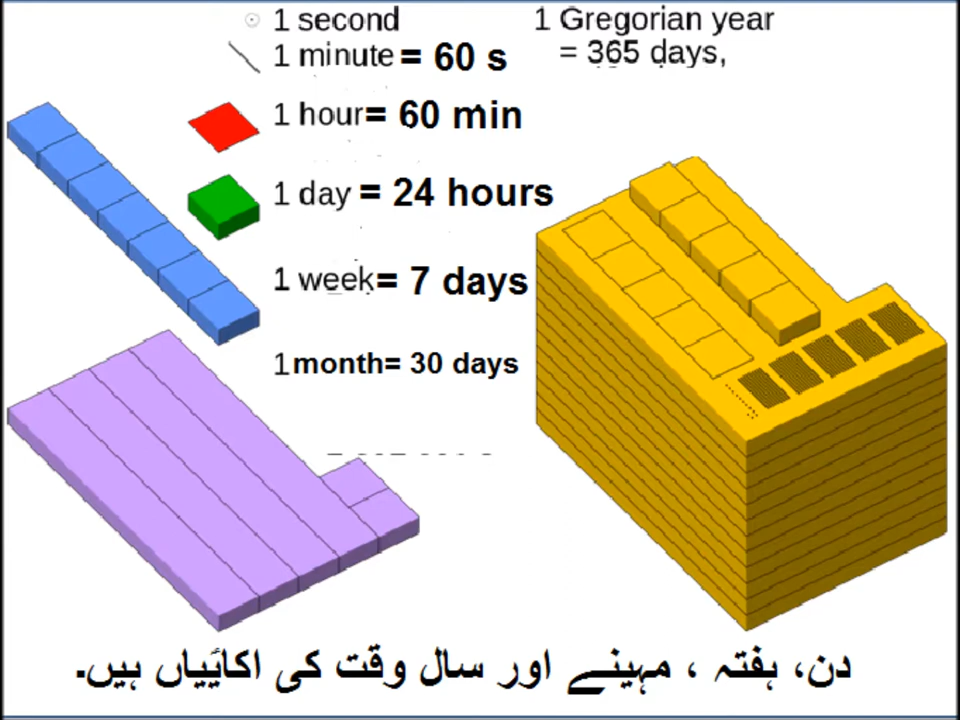 1 second
1 minute = 60 s
1 hour= 60 min
1 day = 24 hours
1 week= 7 days
1 month= 30 days
1 Gregorian year
= 365 days,
دن، ہفتہ ، مہینے اور سال وقت کی اکائیاں ہیں۔